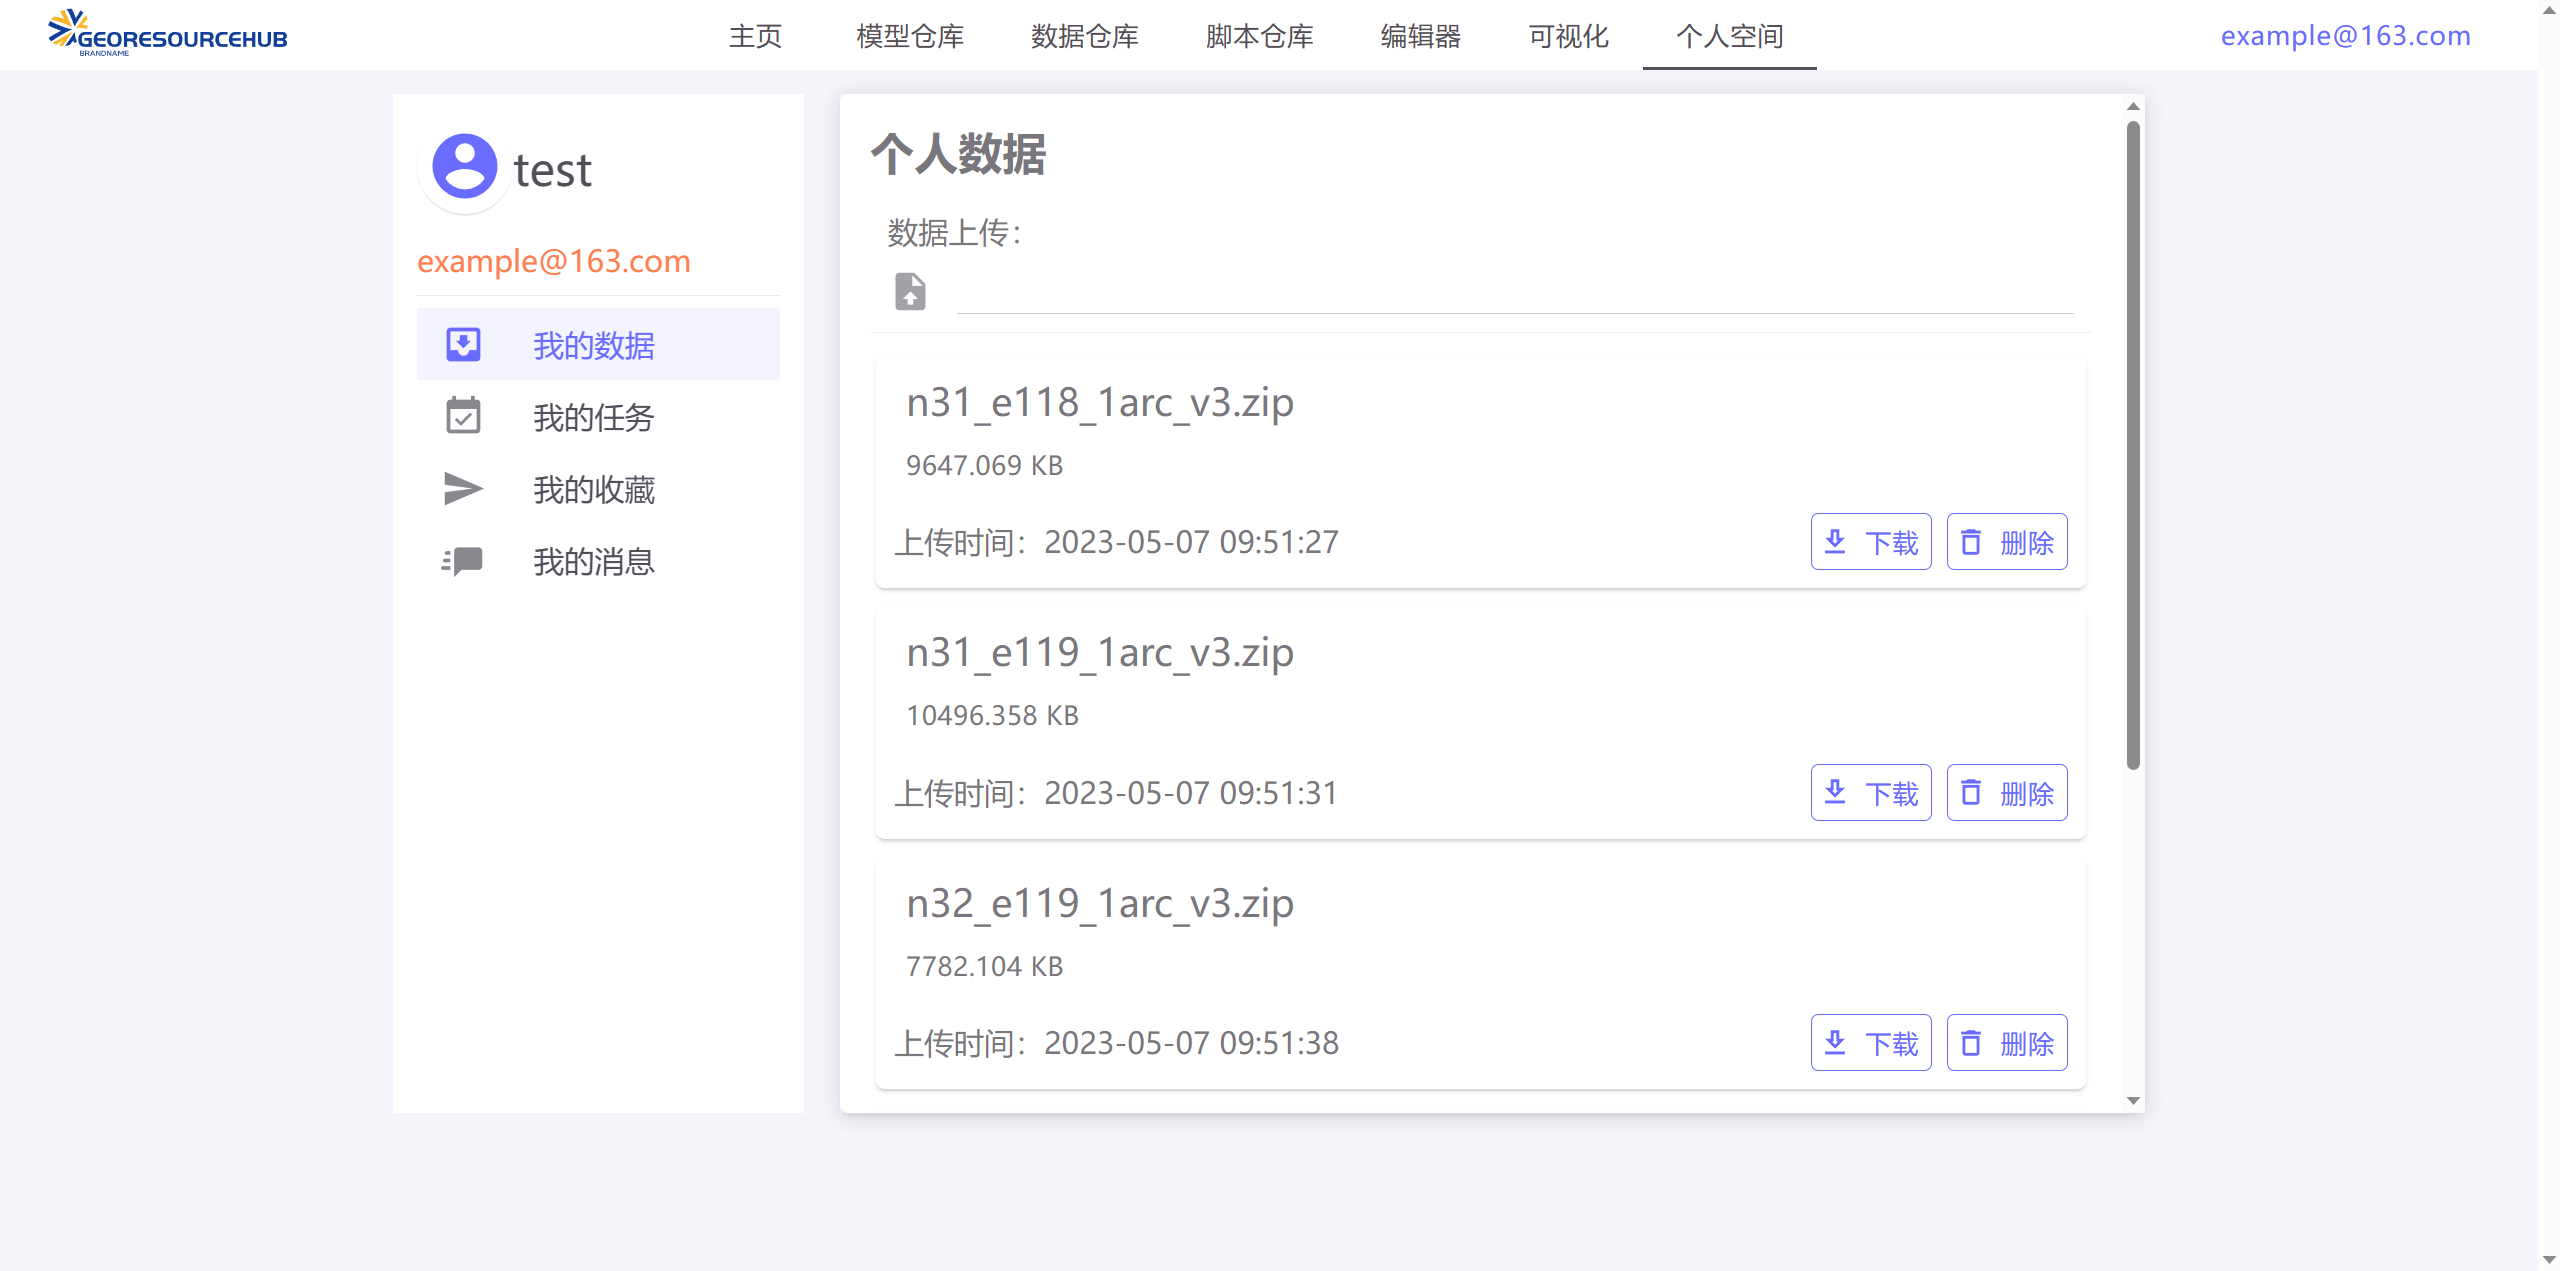 GEORESOURCEHUB
BRANDNAME
主页 模型仓库 数据仓库 脚本仓库 编辑器 可视化 个人空间 example@163.com
test
example@163.com
我的数据
我的任务
我的收藏
我的消息
个人数据
数据上传：
n31_e118_1arc_v3.zip
9647.069 KB
上传时间：2023-05-07 09:51:27 下载 删除
n31_e119_1arc_v3.zip
10496.358 KB
上传时间：2023-05-07 09:51:31 下载 删除
n32_e119_1arc_v3.zip
7782.104 KB
上传时间：2023-05-07 09:51:38 下载 删除